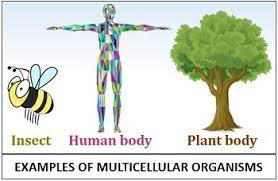 Insect Human body Plant body
EXAMPLES OF MULTICELLULAR ORGANISMS